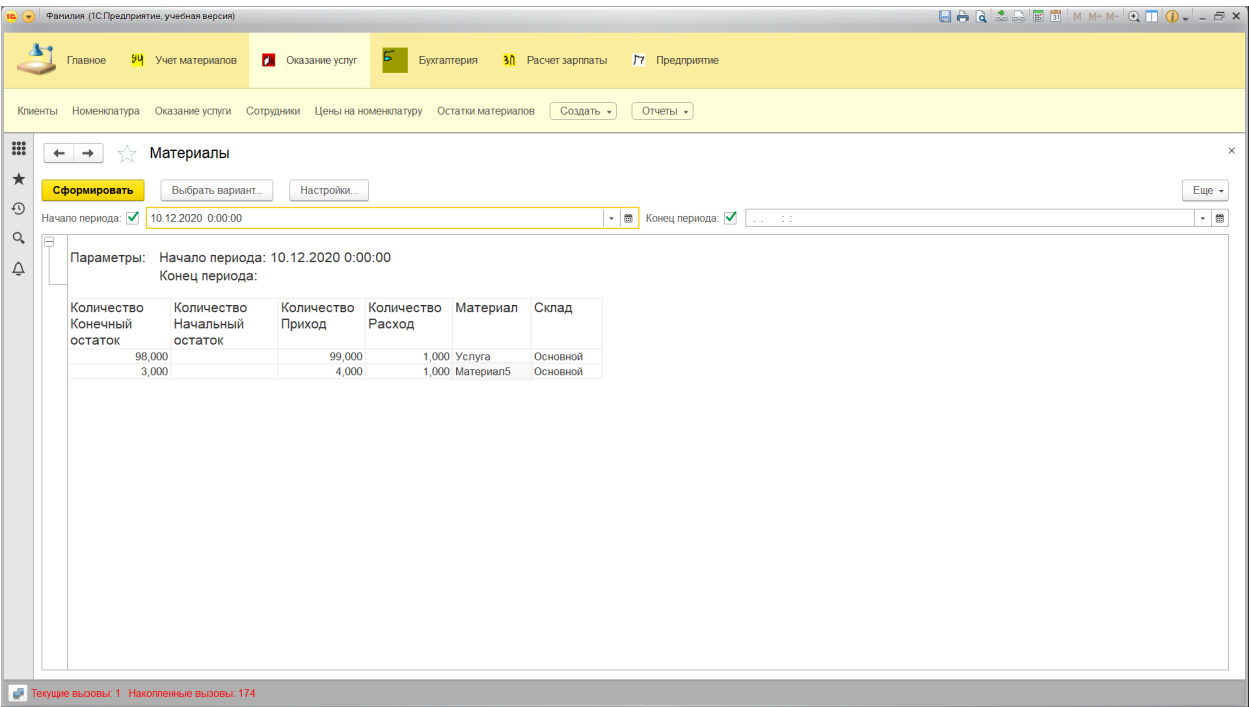 Фамилия (1С:Предприятие, учебная версия)
M M+ M-
Главное Учет материалов Оказание услуг Бухгалтерия Расчет зарплаты Предприятие
Клиенты Номенклатура Оказание услуги Сотрудники Цены на номенклатуру Остатки материалов Создать Отчеты
Материалы
Сформировать Выбрать вариант... Настройки... Еще
Начало периода: 10.12.2020 0:00:00 Конец периода: . . : :
Параметры: Начало периода: 10.12.2020 0:00:00
Конец периода:
Количество Количество Количество Количество Материал Склад
Конечный Начальный Приход Расход
остаток остаток
98,000 99,000 1,000 Услуга Основной
3,000 4,000 1,000 Материал5 Основной
Текущие вызовы: 1 Накопленные вызовы: 174